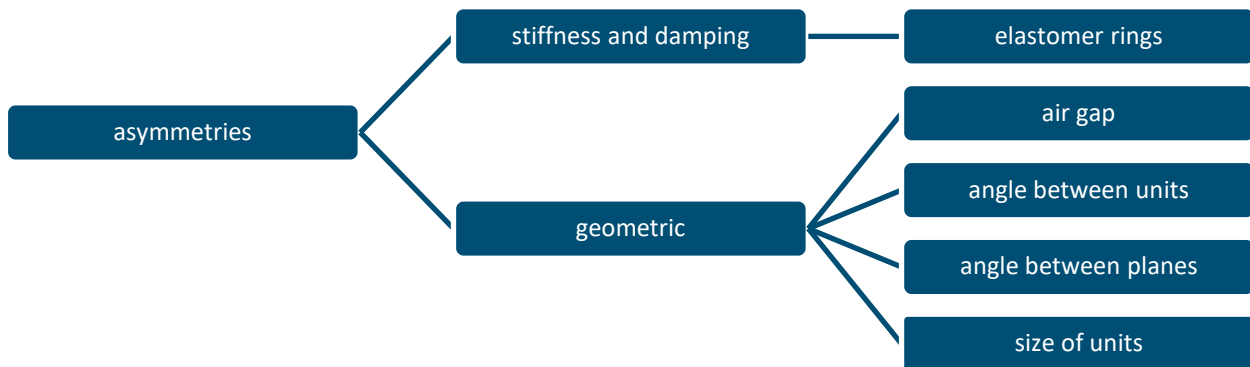 stiffness and damping
elastomer rings
asymmetries
air gap
angle between units
geometric
angle between planes
size of units